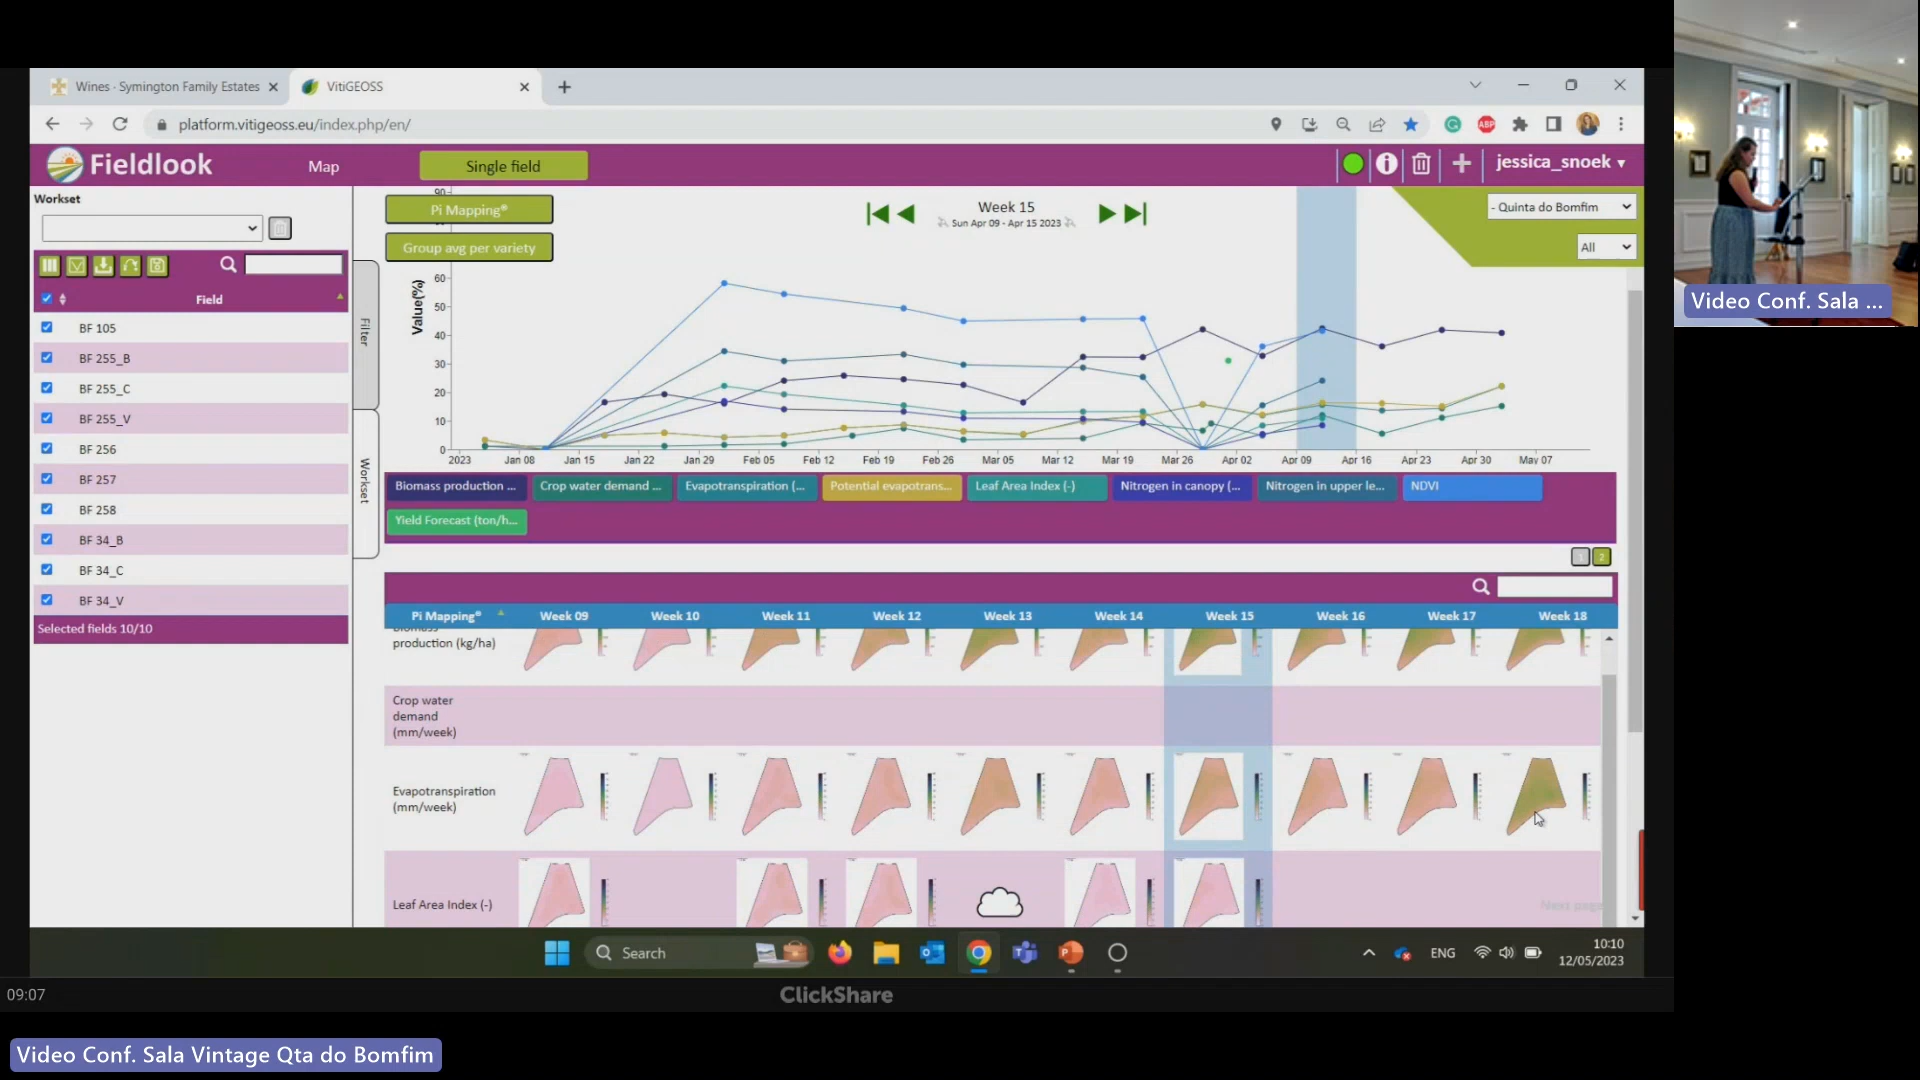 Wines · Symington Family Estates
VitiGEOSS
platform.vitigeoss.eu/index.php/en/
ABP
Fieldlook
Map
Single field
jessica_snoek
Workset
Field
BF 105
BF 255_B
BF 255_C
BF 255_V
BF 256
BF 257
BF 258
BF 34_B
BF 34_C
BF 34_V
Selected fields 10/10
Filter
Workset
Pi Mapping®
Group avg per variety
Week 15
Sun Apr 09 - Apr 15 2023
- Quinta do Bomfim
All
Value(%)
90
60
50
40
30
20
10
0
2023 Jan 08 Jan 15 Jan 22 Jan 29 Feb 05 Feb 12 Feb 19 Feb 26 Mar 05 Mar 12 Mar 19 Mar 26 Apr 02 Apr 09 Apr 16 Apr 23 Apr 30 May 07
Biomass production ... Crop water demand ... Evapotranspiration (... Potential evapotrans... Leaf Area Index (-) Nitrogen in canopy (... Nitrogen in upper le... NDVI
Yield Forecast (ton/h...
1 2
Pi Mapping® Week 09 Week 10 Week 11 Week 12 Week 13 Week 14 Week 15 Week 16 Week 17 Week 18
Biomass
production (kg/ha)
Crop water
demand
(mm/week)
Evapotranspiration
(mm/week)
Leaf Area Index (-)
Next page
Search
ENG
10:10
12/05/2023
09:07
ClickShare
Video Conf. Sala Vintage Qta do Bomfim
Video Conf. Sala ...